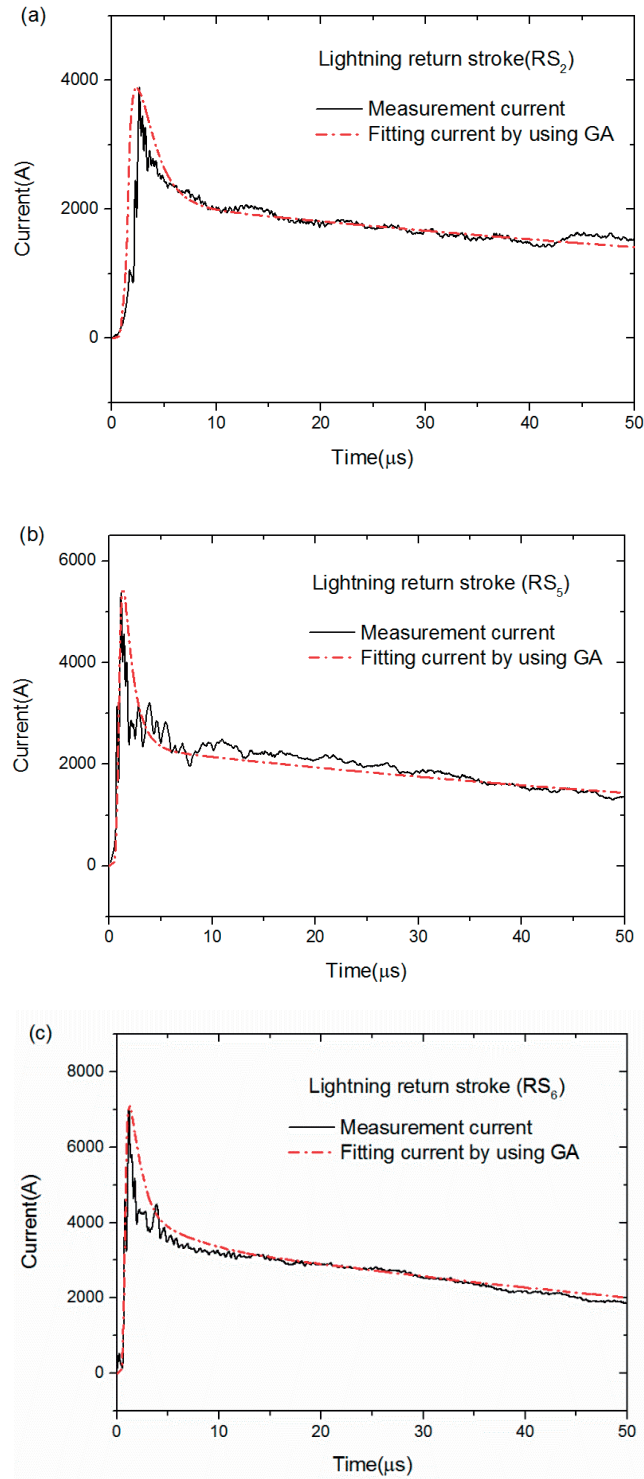 (a)
Lightning return stroke(RS₂)
Measurement current
Fitting current by using GA
4000
2000
0
Current(A)
0 10 20 30 40 50
Time(μs)
(b)
6000
Lightning return stroke (RS₅)
Measurement current
Fitting current by using GA
4000
2000
0
Current(A)
0 10 20 30 40 50
Time(μs)
(c)
8000
Lightning return stroke (RS₆)
Measurement current
Fitting current by using GA
6000
4000
2000
0
Current(A)
0 10 20 30 40 50
Time(μs)